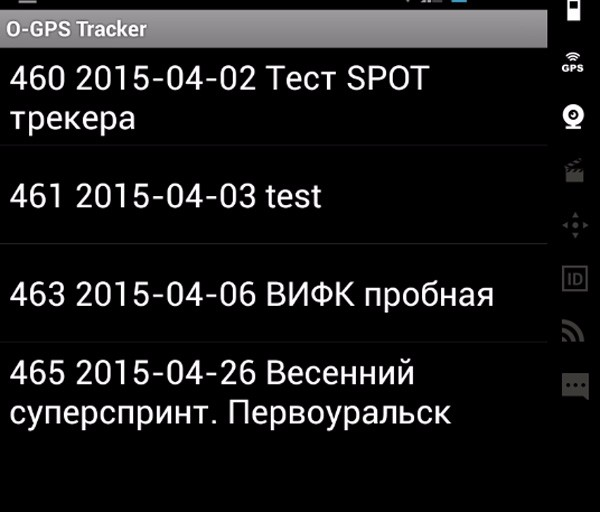 O-GPS Tracker
460 2015-04-02 Тест SPOT
трекера
GPS
461 2015-04-03 test
ID
463 2015-04-06 ВИФК пробная
465 2015-04-26 Весенний
суперспринт. Первоуральск